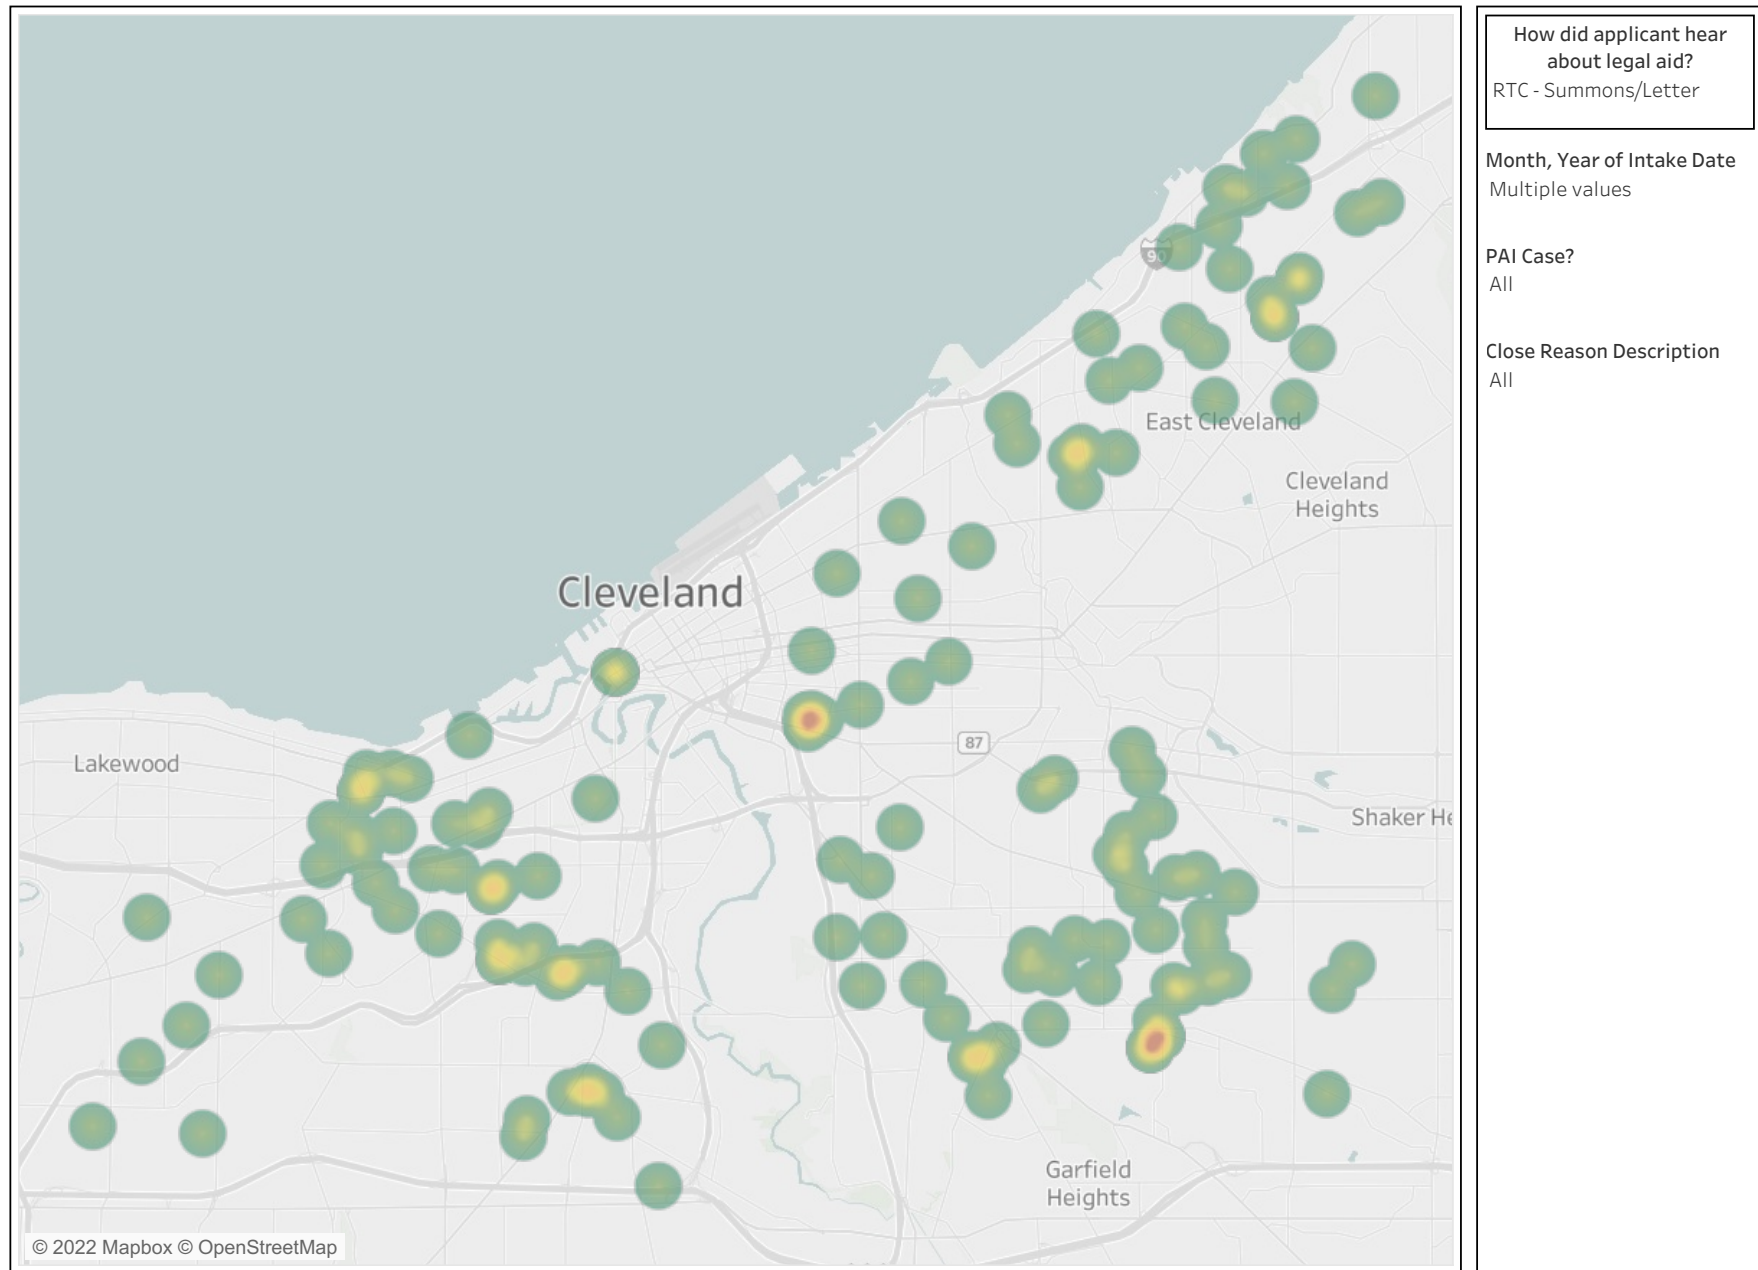 How did applicant hear
about legal aid?
RTC - Summons/Letter
Month, Year of Intake Date
Multiple values
PAI Case?
All
Close Reason Description
All
90
East Cleveland
Cleveland
Heights
Cleveland
87
Lakewood
Shaker He
Garfield
Heights
© 2022 Mapbox © OpenStreetMap